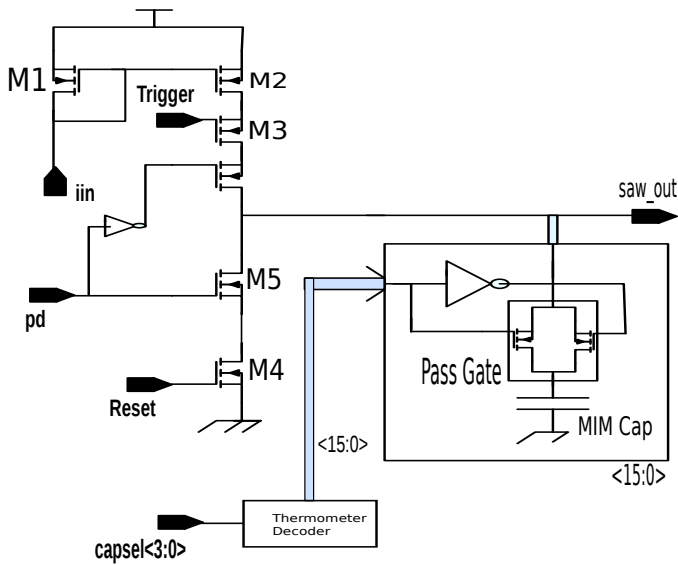 M1
M2
Trigger
M3
iin
saw_out
M5
pd
M4
Pass Gate
Reset
MIM Cap
<15:0>
<15:0>
Thermometer
Decoder
capsel<3:0>